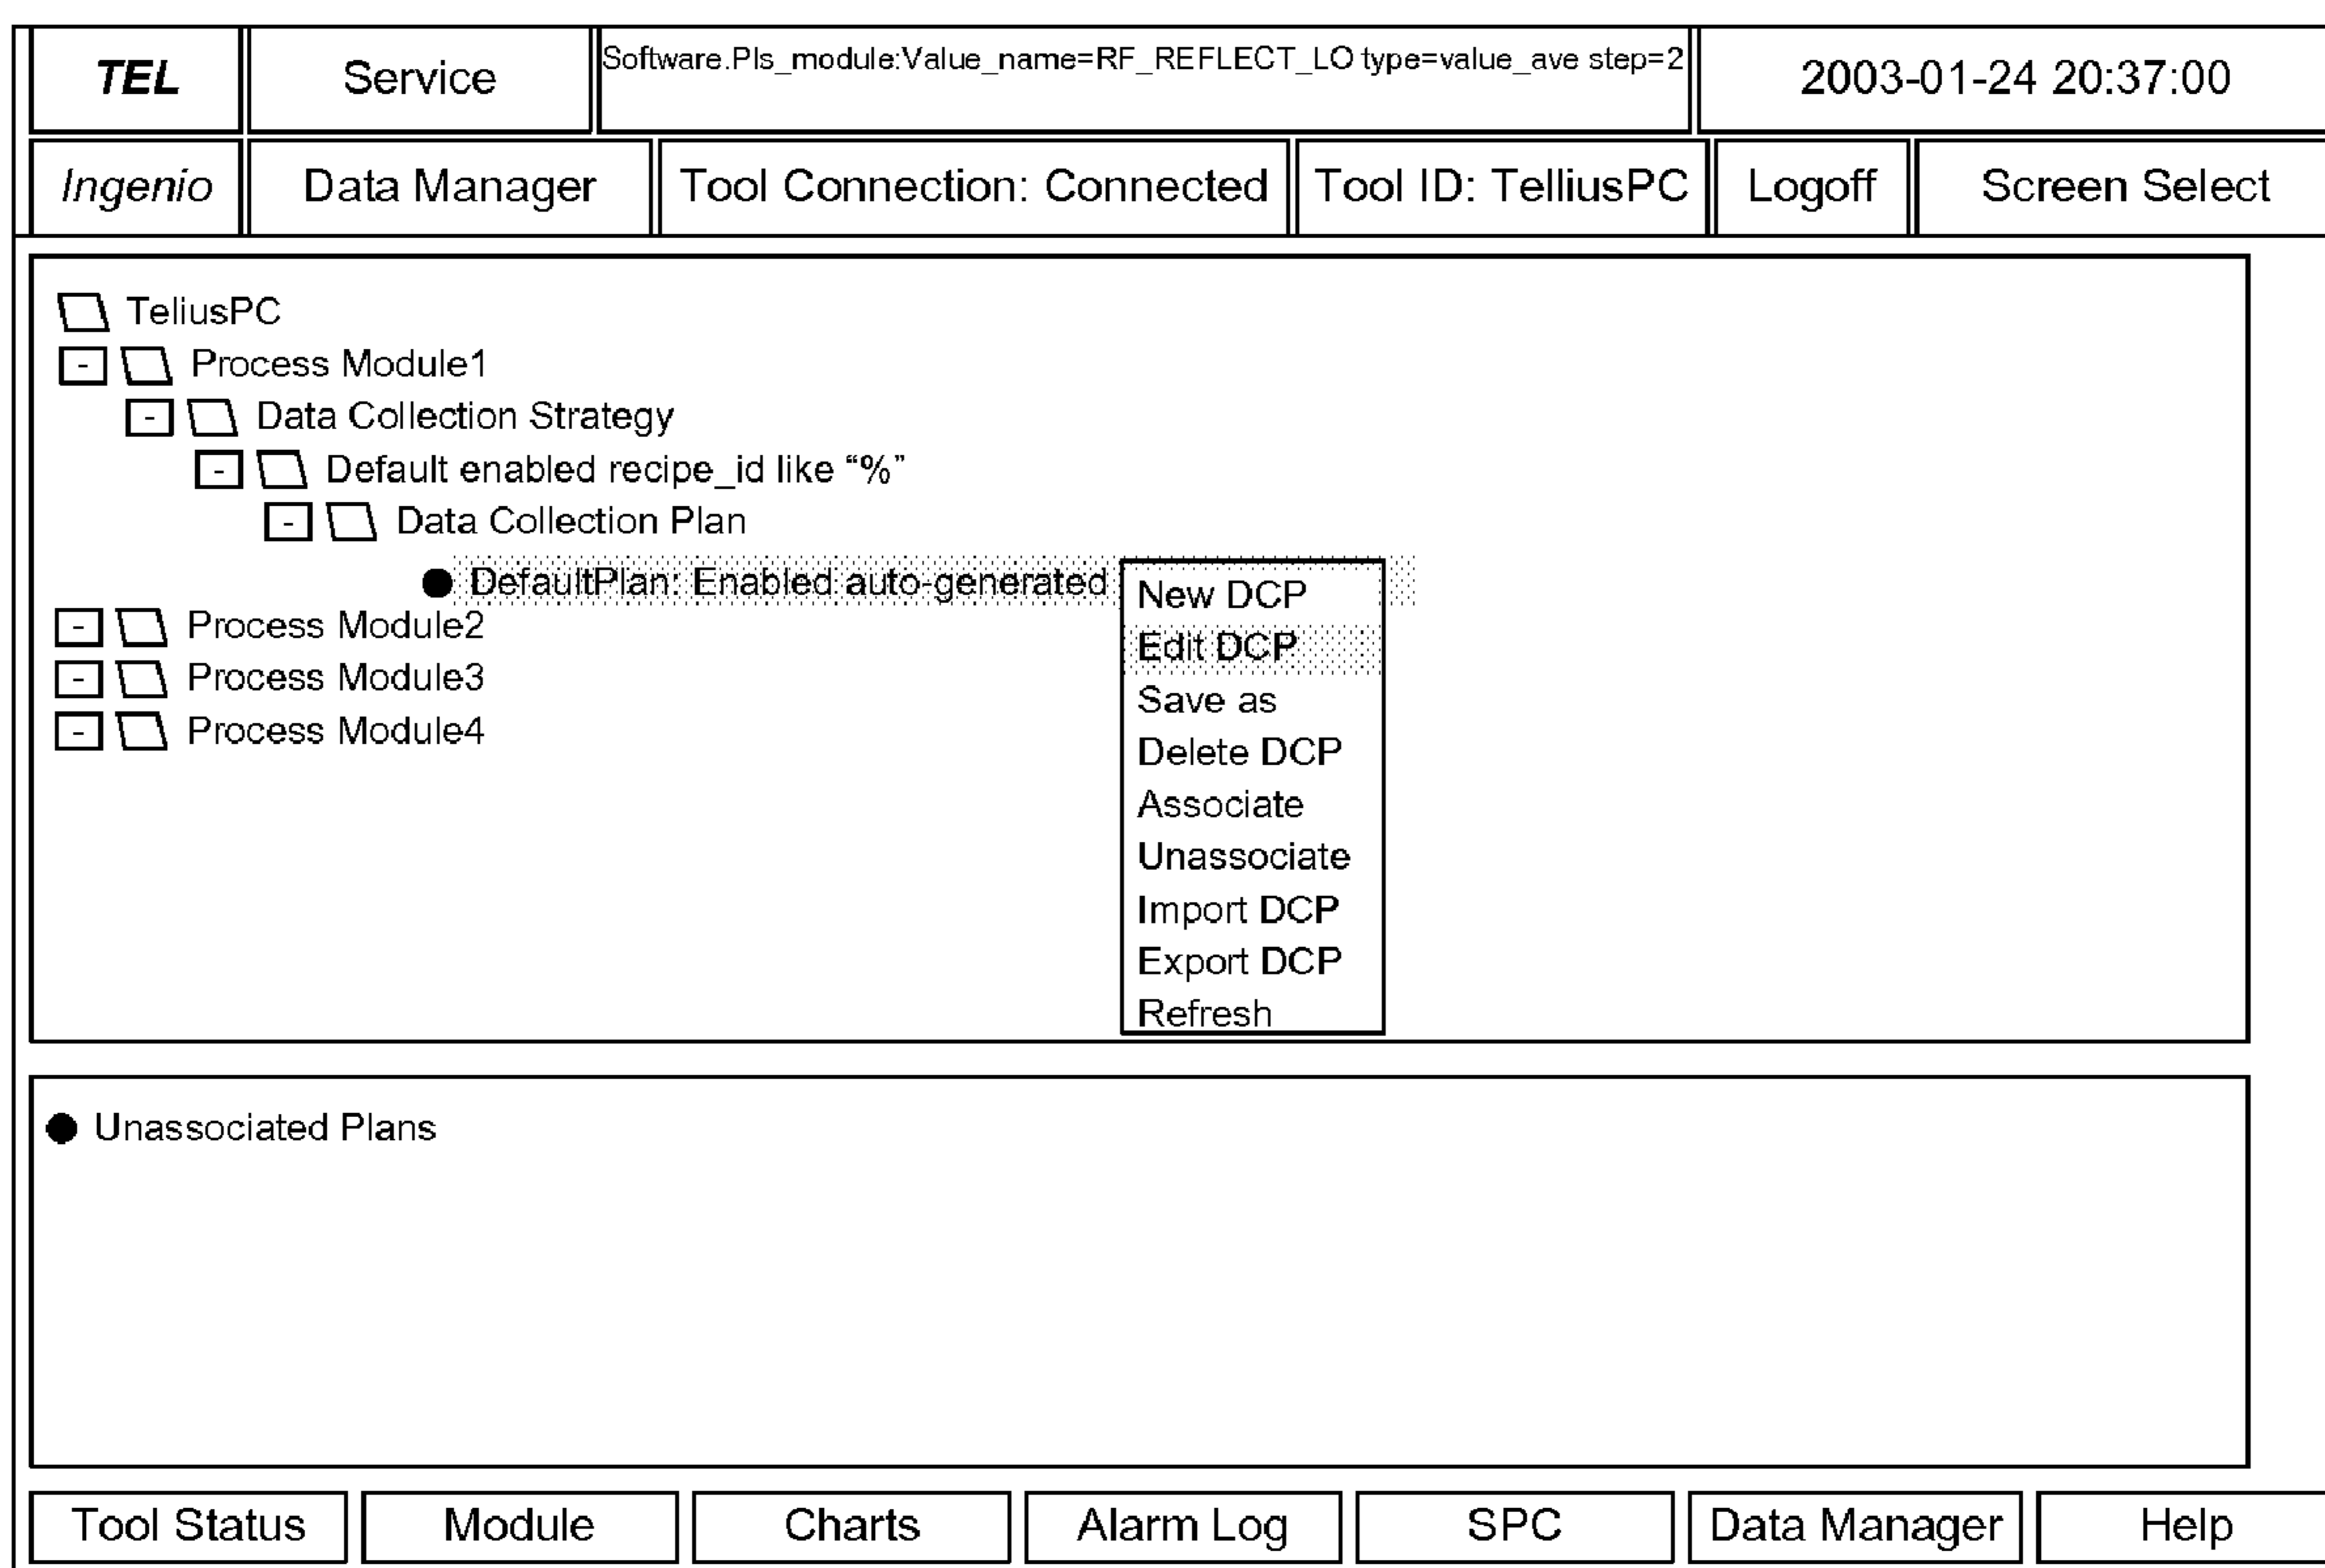 TEL Service Software.Pls_module:Value_name=RF_REFLECT_LO type=value_ave step=2 2003-01-24 20:37:00
Ingenio Data Manager Tool Connection: Connected Tool ID: TelliusPC Logoff Screen Select
TeliusPC
- Process Module1
- Data Collection Strategy
- Default enabled recipe_id like “%”
- Data Collection Plan
● DefaultPlan: Enabled auto-generated
- Process Module2
- Process Module3
- Process Module4
New DCP
Edit DCP
Save as
Delete DCP
Associate
Unassociate
Import DCP
Export DCP
Refresh
● Unassociated Plans
Tool Status Module Charts Alarm Log SPC Data Manager Help